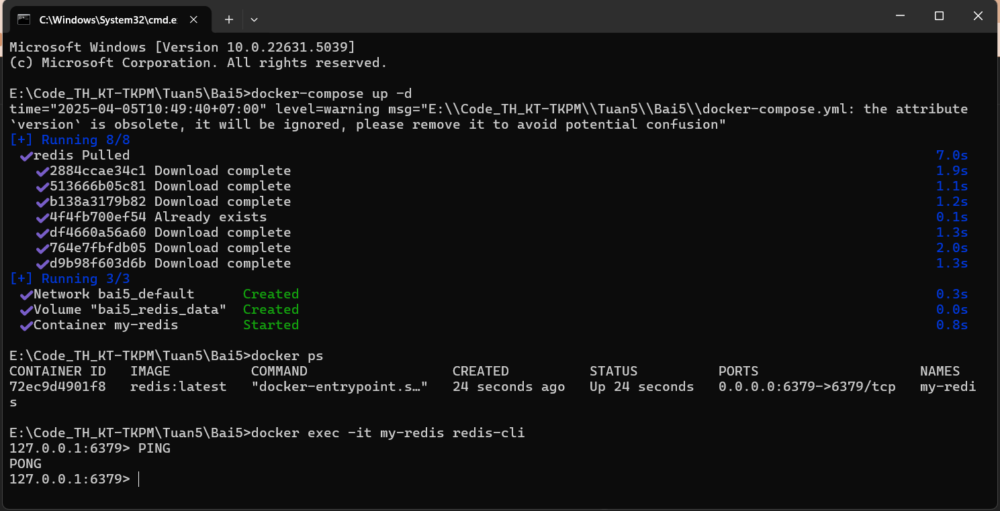 C:\Windows\System32\cmd.e
Microsoft Windows [Version 10.0.22631.5039]
(c) Microsoft Corporation. All rights reserved.
E:\Code_TH_KT-TKPM\Tuan5\Bai5>docker-compose up -d
time="2025-04-05T10:49:40+07:00" level=warning msg="E:\\Code_TH_KT-TKPM\\Tuan5\\Bai5\\docker-compose.yml: the attribute
`version` is obsolete, it will be ignored, please remove it to avoid potential confusion"
[+] Running 8/8
✔redis Pulled 7.0s
✔2884ccae34c1 Download complete 1.9s
✔513666b05c81 Download complete 1.1s
✔b138a3179b82 Download complete 1.2s
✔4f4fb700ef54 Already exists 0.1s
✔df4660a56a60 Download complete 1.3s
✔764e7fbfdb05 Download complete 2.0s
✔d9b98f603d6b Download complete 1.3s
[+] Running 3/3
✔Network bai5_default Created 0.3s
✔Volume "bai5_redis_data" Created 0.0s
✔Container my-redis Started 0.8s
E:\Code_TH_KT-TKPM\Tuan5\Bai5>docker ps
CONTAINER ID IMAGE COMMAND CREATED STATUS PORTS NAMES
72ec9d4901f8 redis:latest "docker-entrypoint.s…" 24 seconds ago Up 24 seconds 0.0.0.0:6379->6379/tcp my-redi
s
E:\Code_TH_KT-TKPM\Tuan5\Bai5>docker exec -it my-redis redis-cli
127.0.0.1:6379> PING
PONG
127.0.0.1:6379>